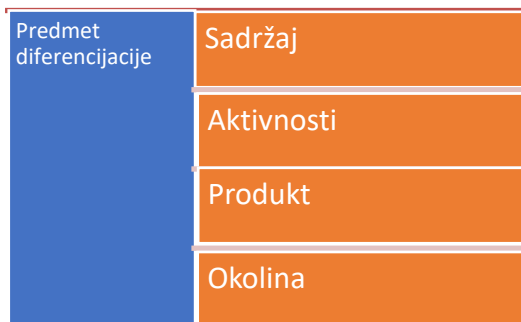 Predmet
diferencijacije
Sadržaj
Aktivnosti
Produkt
Okolina